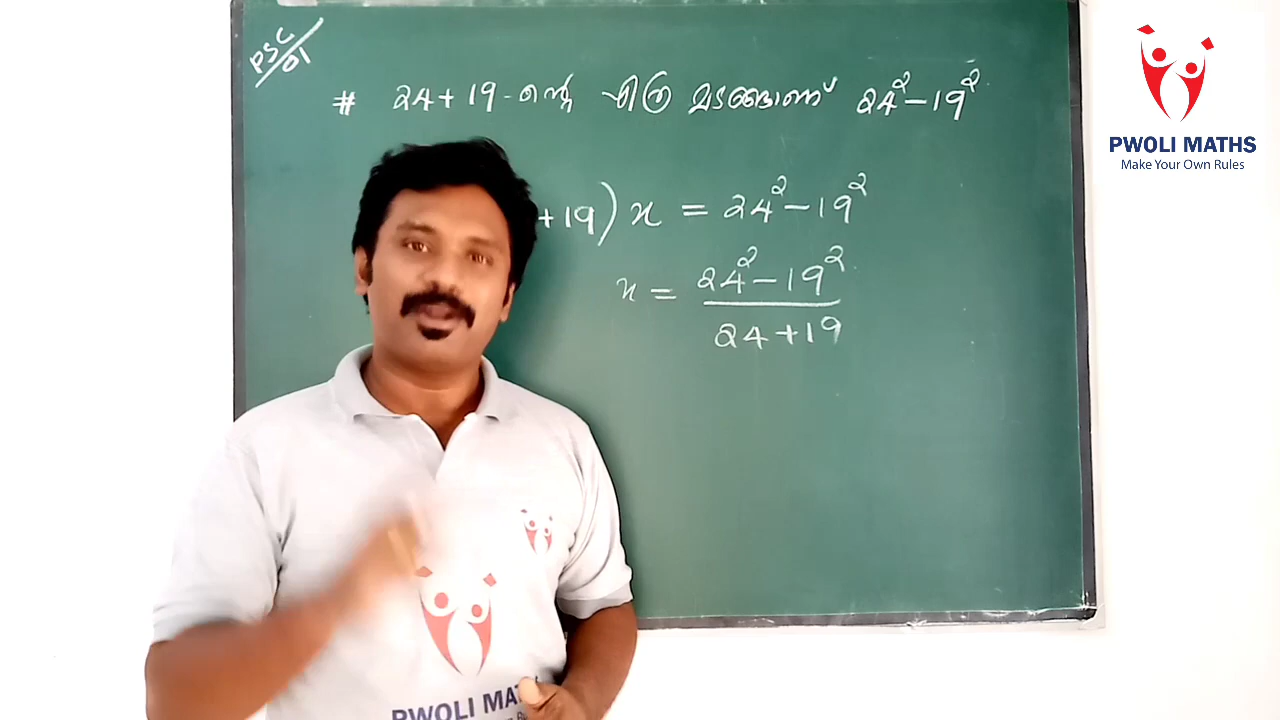 PSC/01
# 24+19-ന്റെ എത്ര മടങ്ങാണ് 24²-19²
+19) x = 24²-19²
x = 24²-19² / 24+19
PWOLI MATHS
Make Your Own Rules
PWOLI MAT